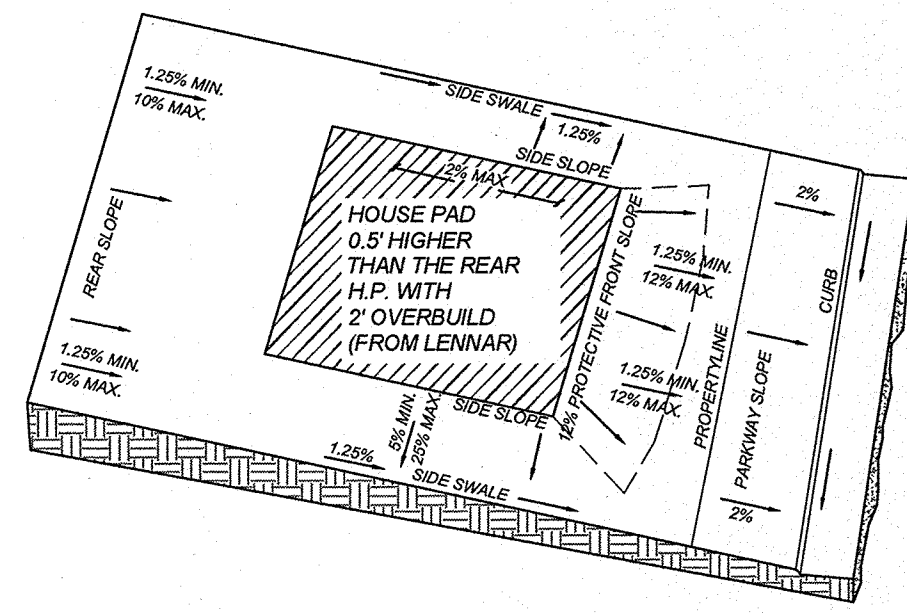 1.25% MIN.
10% MAX.
SIDE SWALE
1.25%
SIDE SLOPE
2% MAX
REAR SLOPE
HOUSE PAD
0.5' HIGHER
THAN THE REAR
H.P. WITH
2' OVERBUILD
(FROM LENNAR)
12% PROTECTIVE FRONT SLOPE
1.25% MIN.
12% MAX.
1.25% MIN.
12% MAX.
PROPERTYLINE
2%
PARKWAY SLOPE
CURB
2%
1.25% MIN.
10% MAX.
SIDE SLOPE
5% MIN.
25% MAX.
1.25%
SIDE SWALE